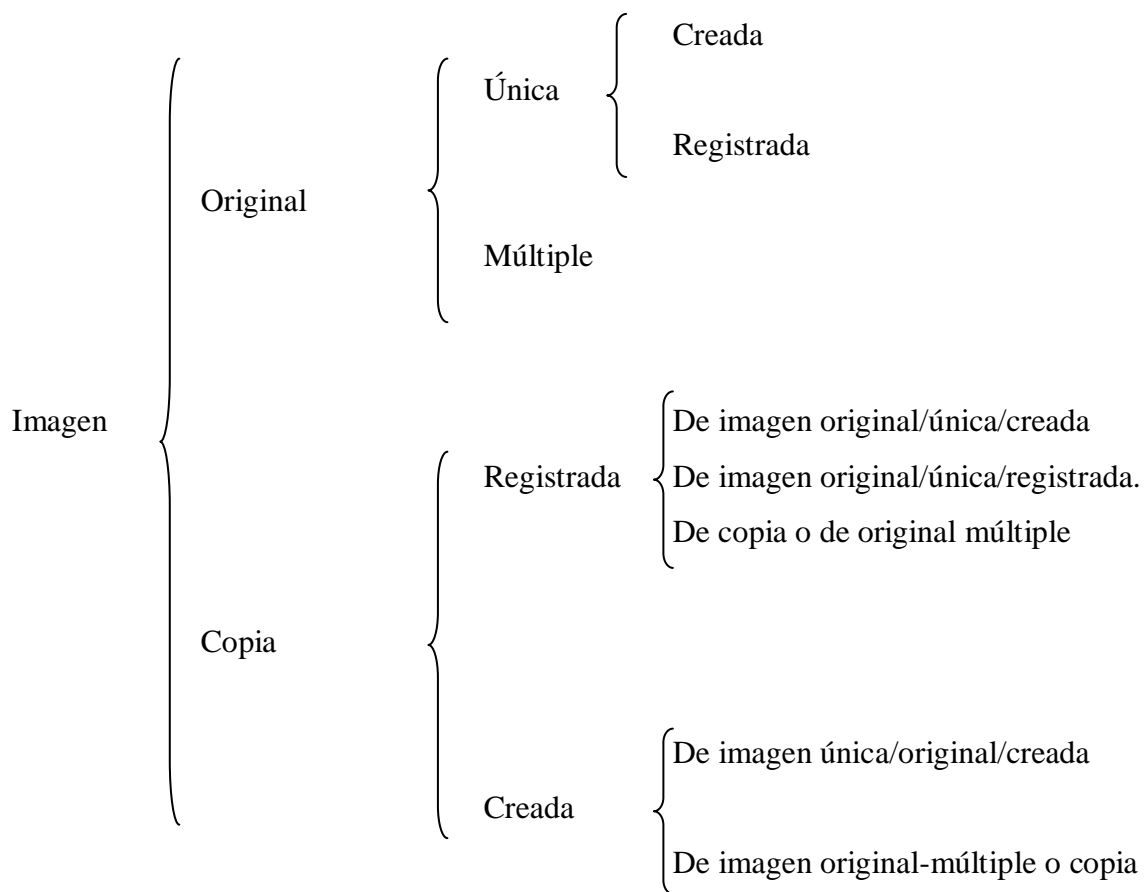 Creada
Única
Registrada
Original
Múltiple
Imagen
De imagen original/única/creada
Registrada
De imagen original/única/registrada.
De copia o de original múltiple
Copia
De imagen única/original/creada
Creada
De imagen original-múltiple o copia